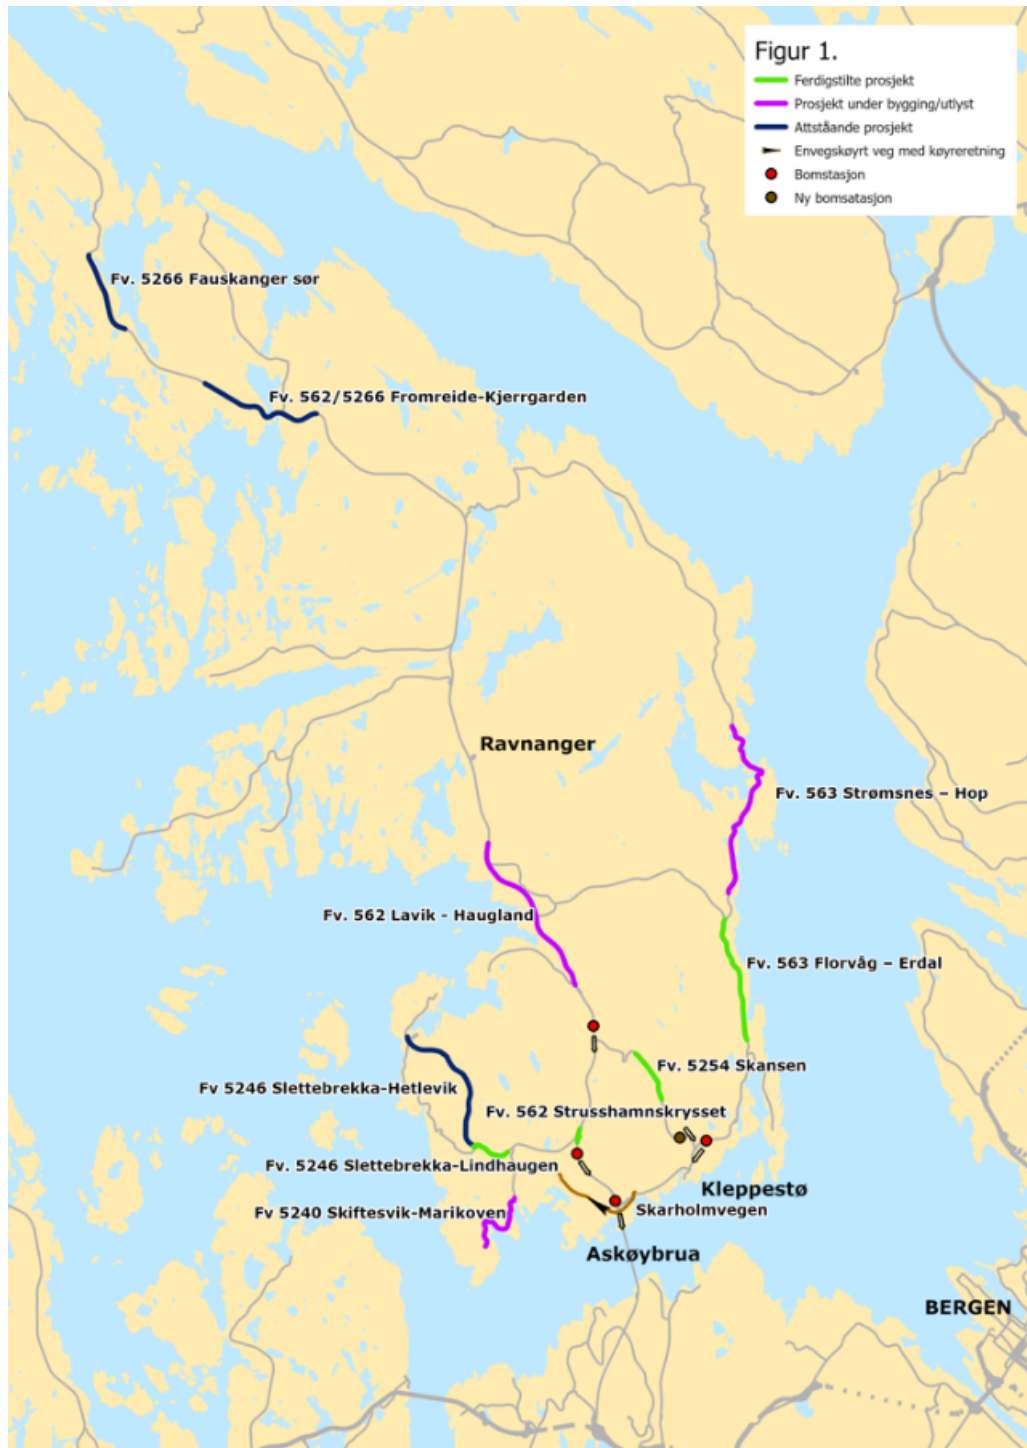 Figur 1.
Ferdigstilte prosjekt
Prosjekt under bygging/utlyst
Attståande prosjekt
Envegskøyrt veg med køyreretning
Bomstasjon
Ny bomsatasjon
Fv. 5266 Fauskanger sør
Fv. 562/5266 Fromreide-Kjerrgarden
Ravnanger
Fv. 563 Strømsnes – Hop
Fv. 562 Lavik - Haugland
Fv. 563 Florvåg – Erdal
Fv. 5254 Skansen
Fv 5246 Slettebrekka-Hetlevik
Fv. 562 Strusshamnskrysset
Fv. 5246 Slettebrekka-Lindhaugen
Kleppestø
Fv 5240 Skiftesvik-Marikoven
Skarholmvegen
Askøybrua
BERGEN